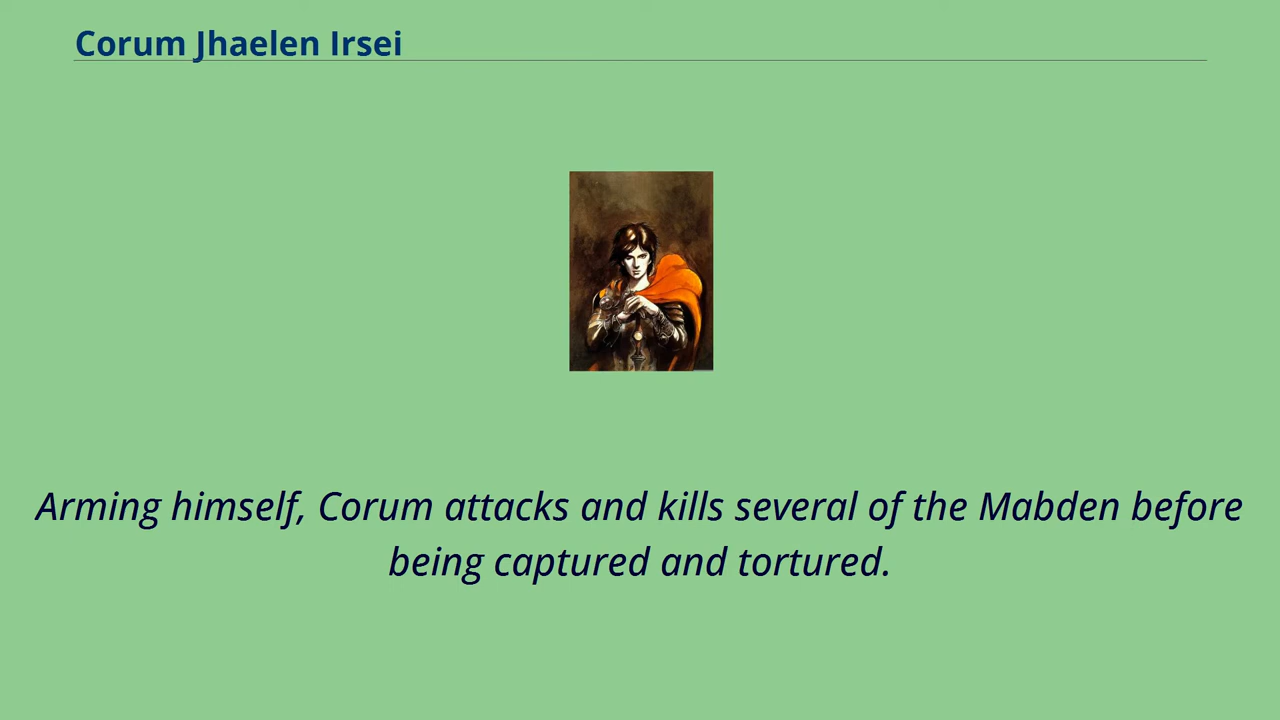 Corum Jhaelen Irsei
Arming himself, Corum attacks and kills several of the Mabden before
being captured and tortured.